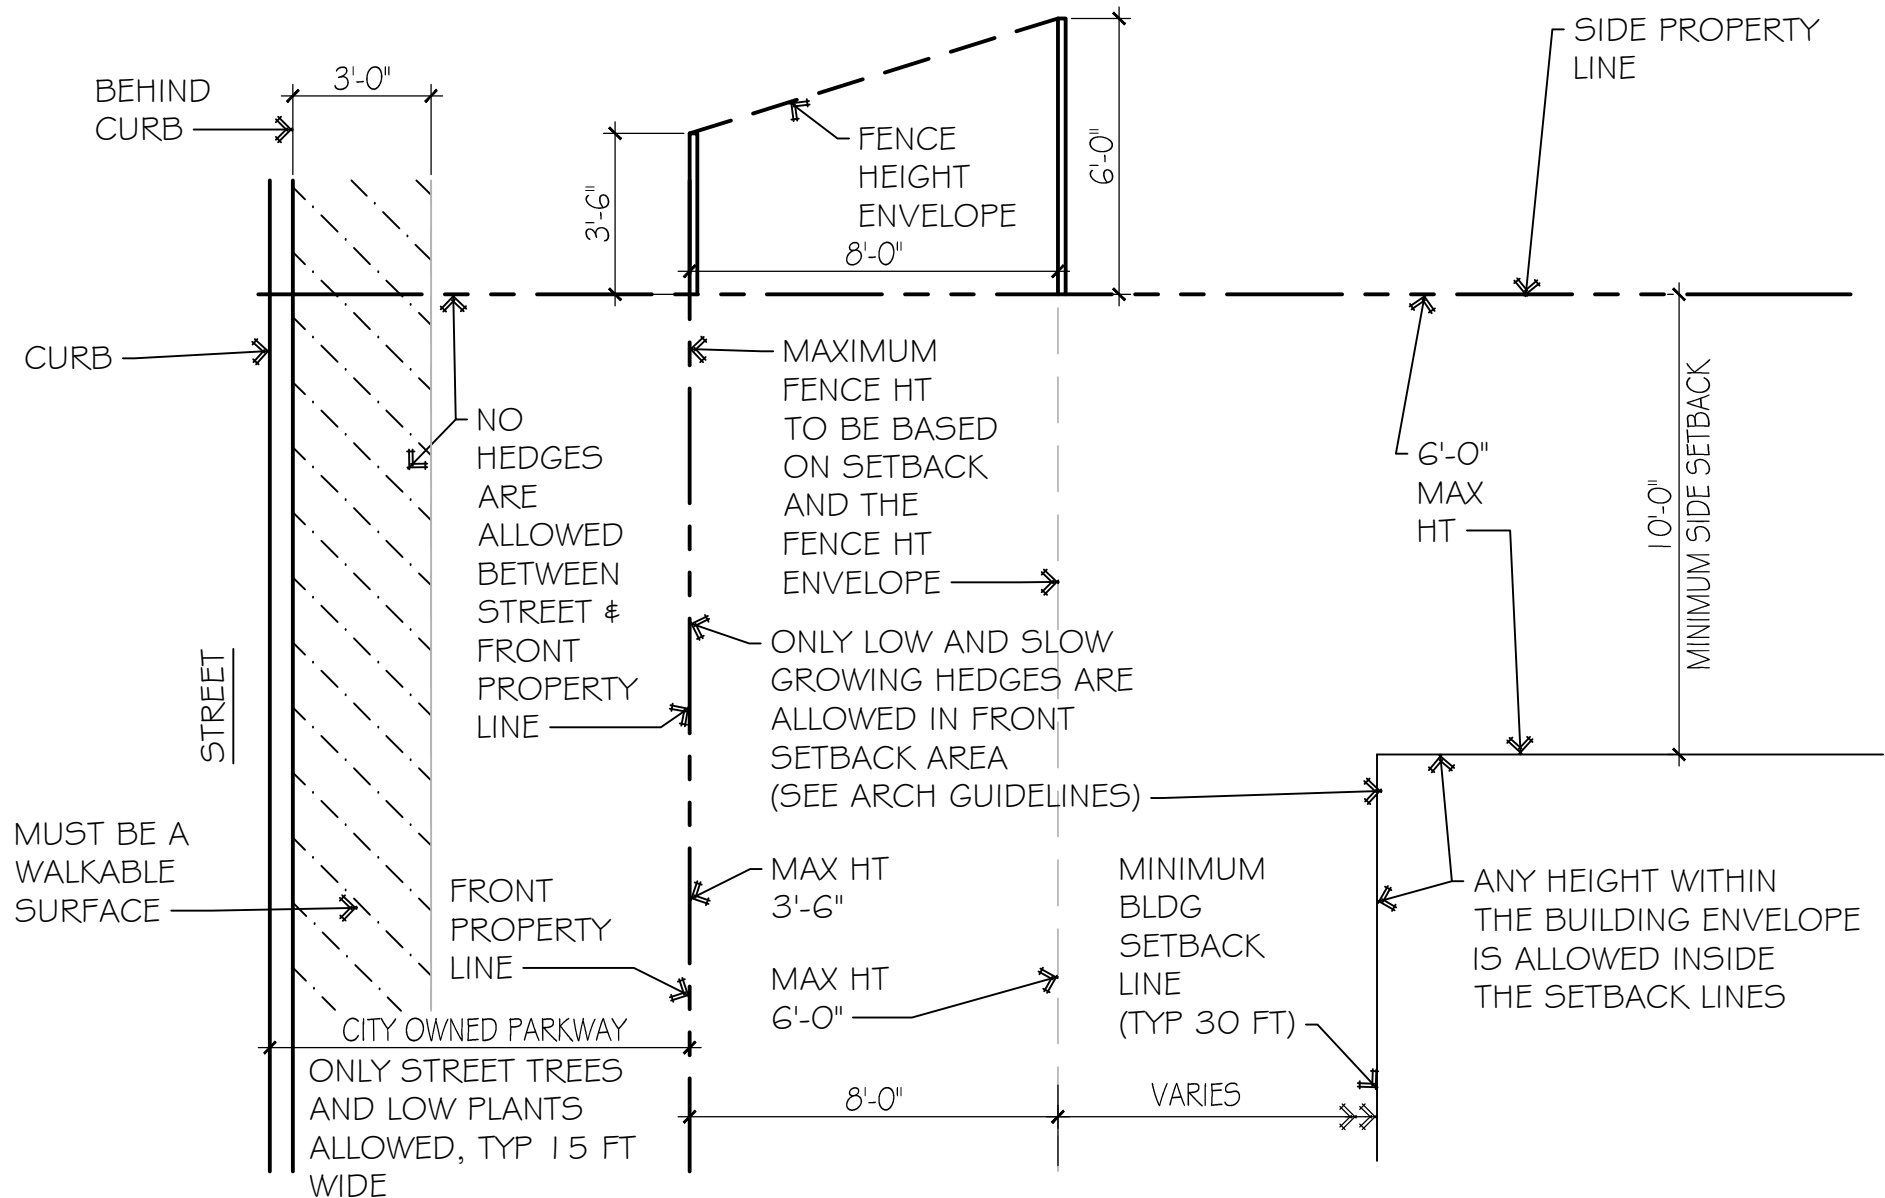 SIDE PROPERTY
LINE
3'-0"
BEHIND
CURB
FENCE
HEIGHT
ENVELOPE
6'-0"
3'-6"
8'-0"
CURB
MAXIMUM
FENCE HT
TO BE BASED
ON SETBACK
AND THE
FENCE HT
ENVELOPE
NO
HEDGES
ARE
ALLOWED
BETWEEN
STREET &
FRONT
PROPERTY
LINE
6'-0"
MAX
HT
10'-0"
MINIMUM SIDE SETBACK
ONLY LOW AND SLOW
GROWING HEDGES ARE
ALLOWED IN FRONT
SETBACK AREA
(SEE ARCH GUIDELINES)
STREET
MUST BE A
WALKABLE
SURFACE
FRONT
PROPERTY
LINE
MAX HT
3'-6"
MAX HT
6'-0"
MINIMUM
BLDG
SETBACK
LINE
(TYP 30 FT)
ANY HEIGHT WITHIN
THE BUILDING ENVELOPE
IS ALLOWED INSIDE
THE SETBACK LINES
CITY OWNED PARKWAY
ONLY STREET TREES
AND LOW PLANTS
ALLOWED, TYP 15 FT
WIDE
8'-0"
VARIES